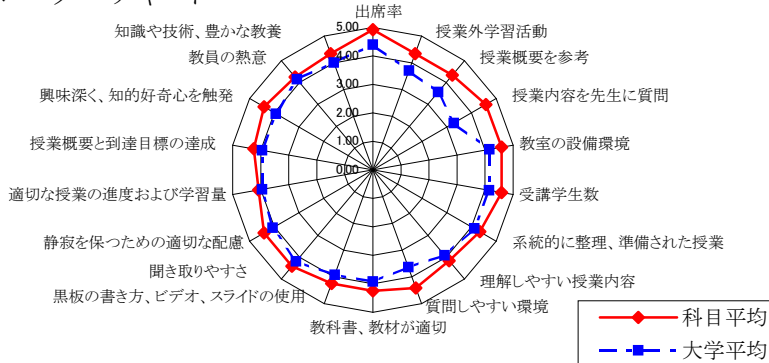 出席率
授業外学習活動
授業概要を参考
授業内容を先生に質問
教室の設備環境
受講学生数
系統的に整理、準備された授業
理解しやすい授業内容
質問しやすい環境
教科書、教材が適切
黒板の書き方、ビデオ、スライドの使用
聞き取りやすさ
静寂を保つための適切な配慮
適切な授業の進度および学習量
授業概要と到達目標の達成
興味深く、知的好奇心を触発
教員の熱意
知識や技術、豊かな教養
5.00
4.00
3.00
2.00
1.00
0.00
科目平均
大学平均